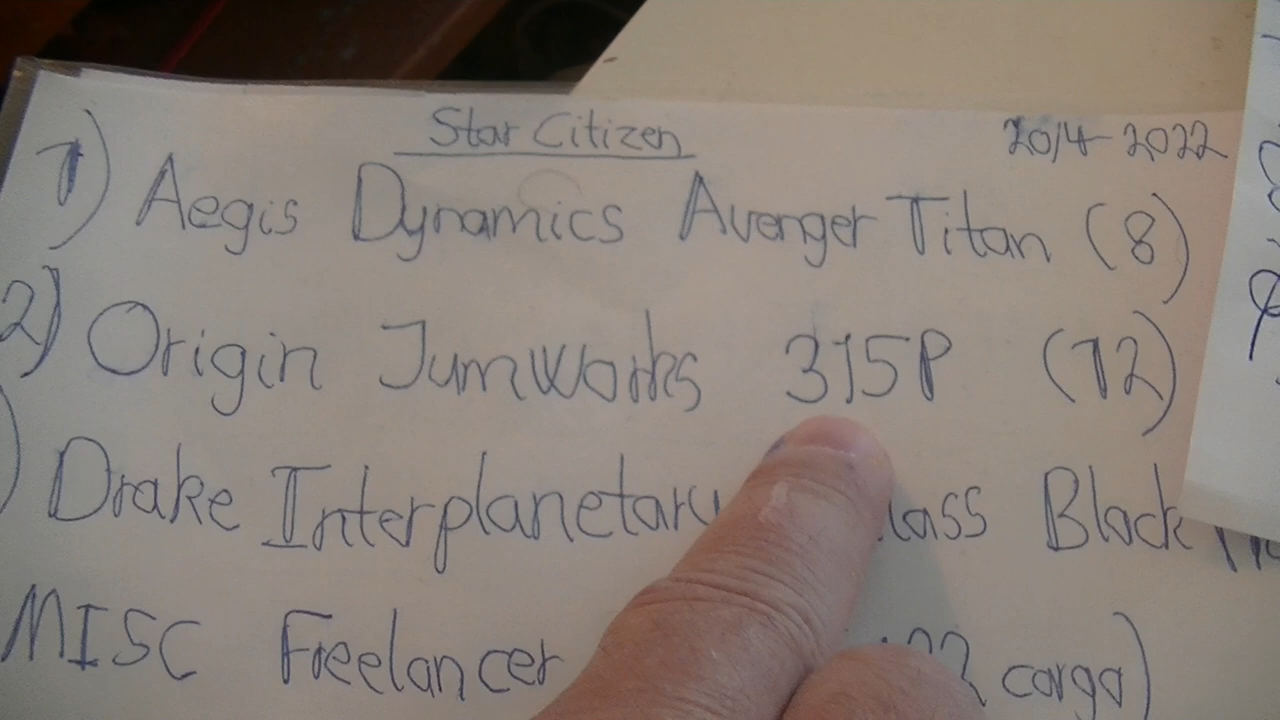 Star Citizen
20/4-2022
1) Aegis Dynamics Avenger Titan (8)
2) Origin Jumworks 315P (12)
) Drake Interplanetary Black
MISC Freelancer cargo)